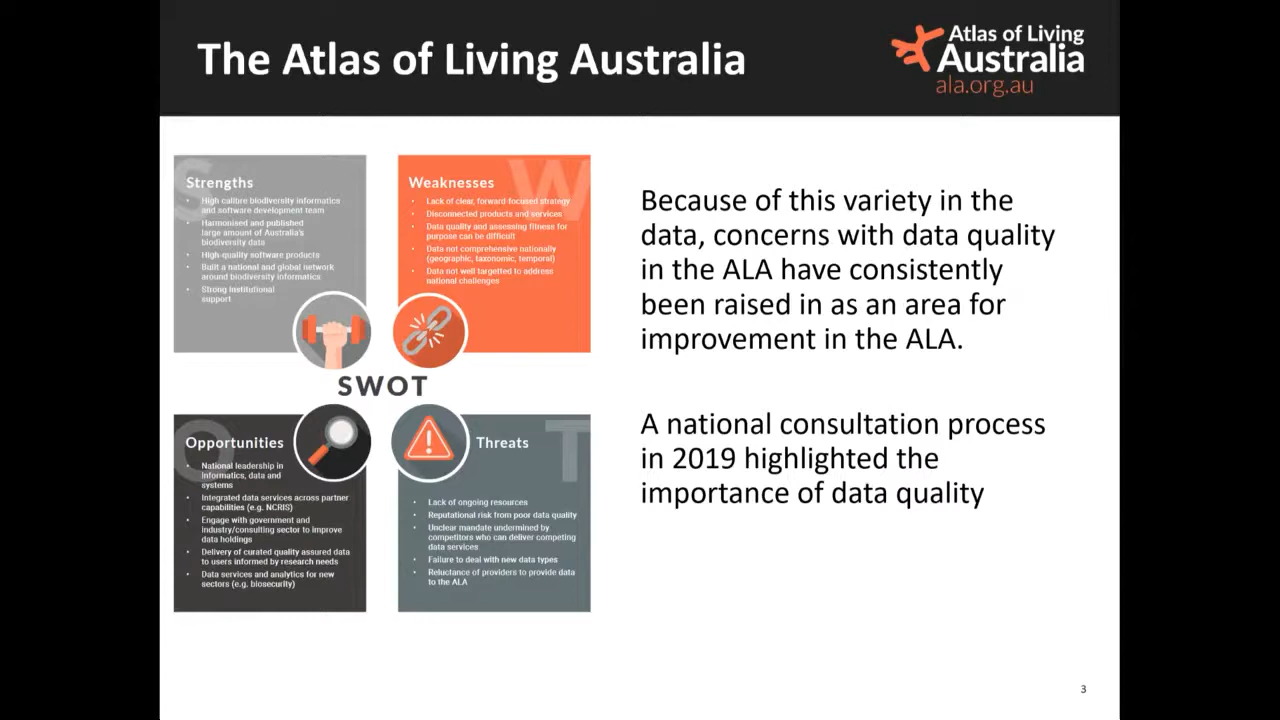 The Atlas of Living Australia
Atlas of Living
Australia
ala.org.au
S
Strengths
• High calibre biodiversity informatics
and software development team
• Harmonised and published
large amount of Australia's
biodiversity data
• High-quality software products
• Built a national and global network
around biodiversity informatics
• Strong institutional
support
W
Weaknesses
• Lack of clear, forward-focused strategy
• Disconnected products and services
• Data quality and assessing fitness for
purpose can be difficult
• Data not comprehensive nationally
(geographic, taxonomic, temporal)
• Data not well targetted to address
national challenges
SWOT
O
Opportunities
• National leadership in
informatics, data and
systems
• Integrated data services across partner
capabilities (e.g. NCRIS)
• Engage with government and
industry/consulting sector to improve
data holdings
• Delivery of curated quality assured data
to users informed by research needs
• Data services and analytics for new
sectors (e.g. biosecurity)
T
Threats
• Lack of ongoing resources
• Reputational risk from poor data quality
• Unclear mandate undermined by
competitors who can deliver competing
data services
• Failure to deal with new data types
• Reluctance of providers to provide data
to the ALA
Because of this variety in the
data, concerns with data quality
in the ALA have consistently
been raised in as an area for
improvement in the ALA.
A national consultation process
in 2019 highlighted the
importance of data quality
3